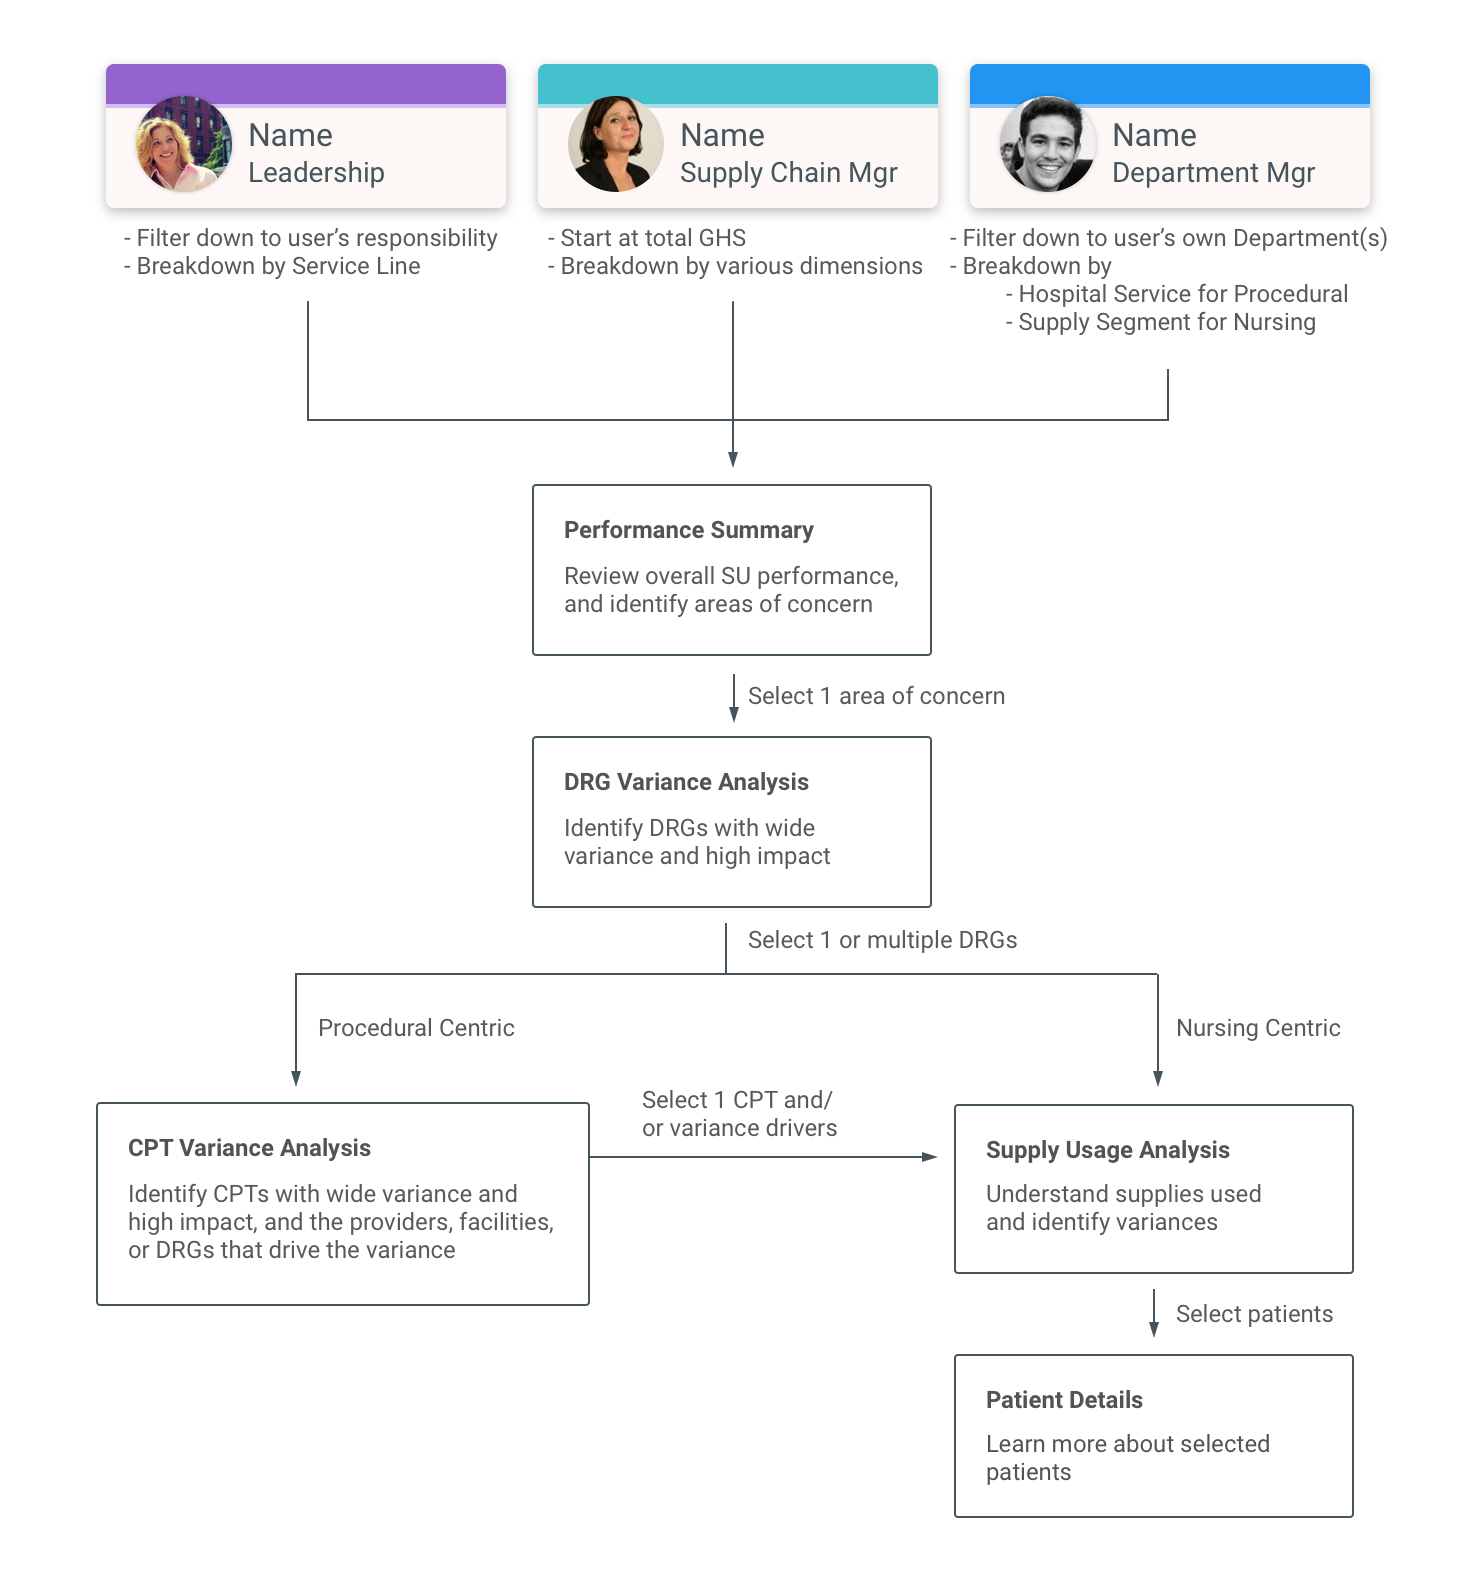 Name
Leadership
Name
Supply Chain Mgr
Name
Department Mgr
- Filter down to user’s responsibility
- Breakdown by Service Line
- Start at total GHS
- Breakdown by various dimensions
- Filter down to user’s own Department(s)
- Breakdown by
- Hospital Service for Procedural
- Supply Segment for Nursing
Performance Summary
Review overall SU performance,
and identify areas of concern
Select 1 area of concern
DRG Variance Analysis
Identify DRGs with wide
variance and high impact
Select 1 or multiple DRGs
Procedural Centric
Nursing Centric
CPT Variance Analysis
Identify CPTs with wide variance and
high impact, and the providers, facilities,
or DRGs that drive the variance
Select 1 CPT and/
or variance drivers
Supply Usage Analysis
Understand supplies used
and identify variances
Select patients
Patient Details
Learn more about selected
patients